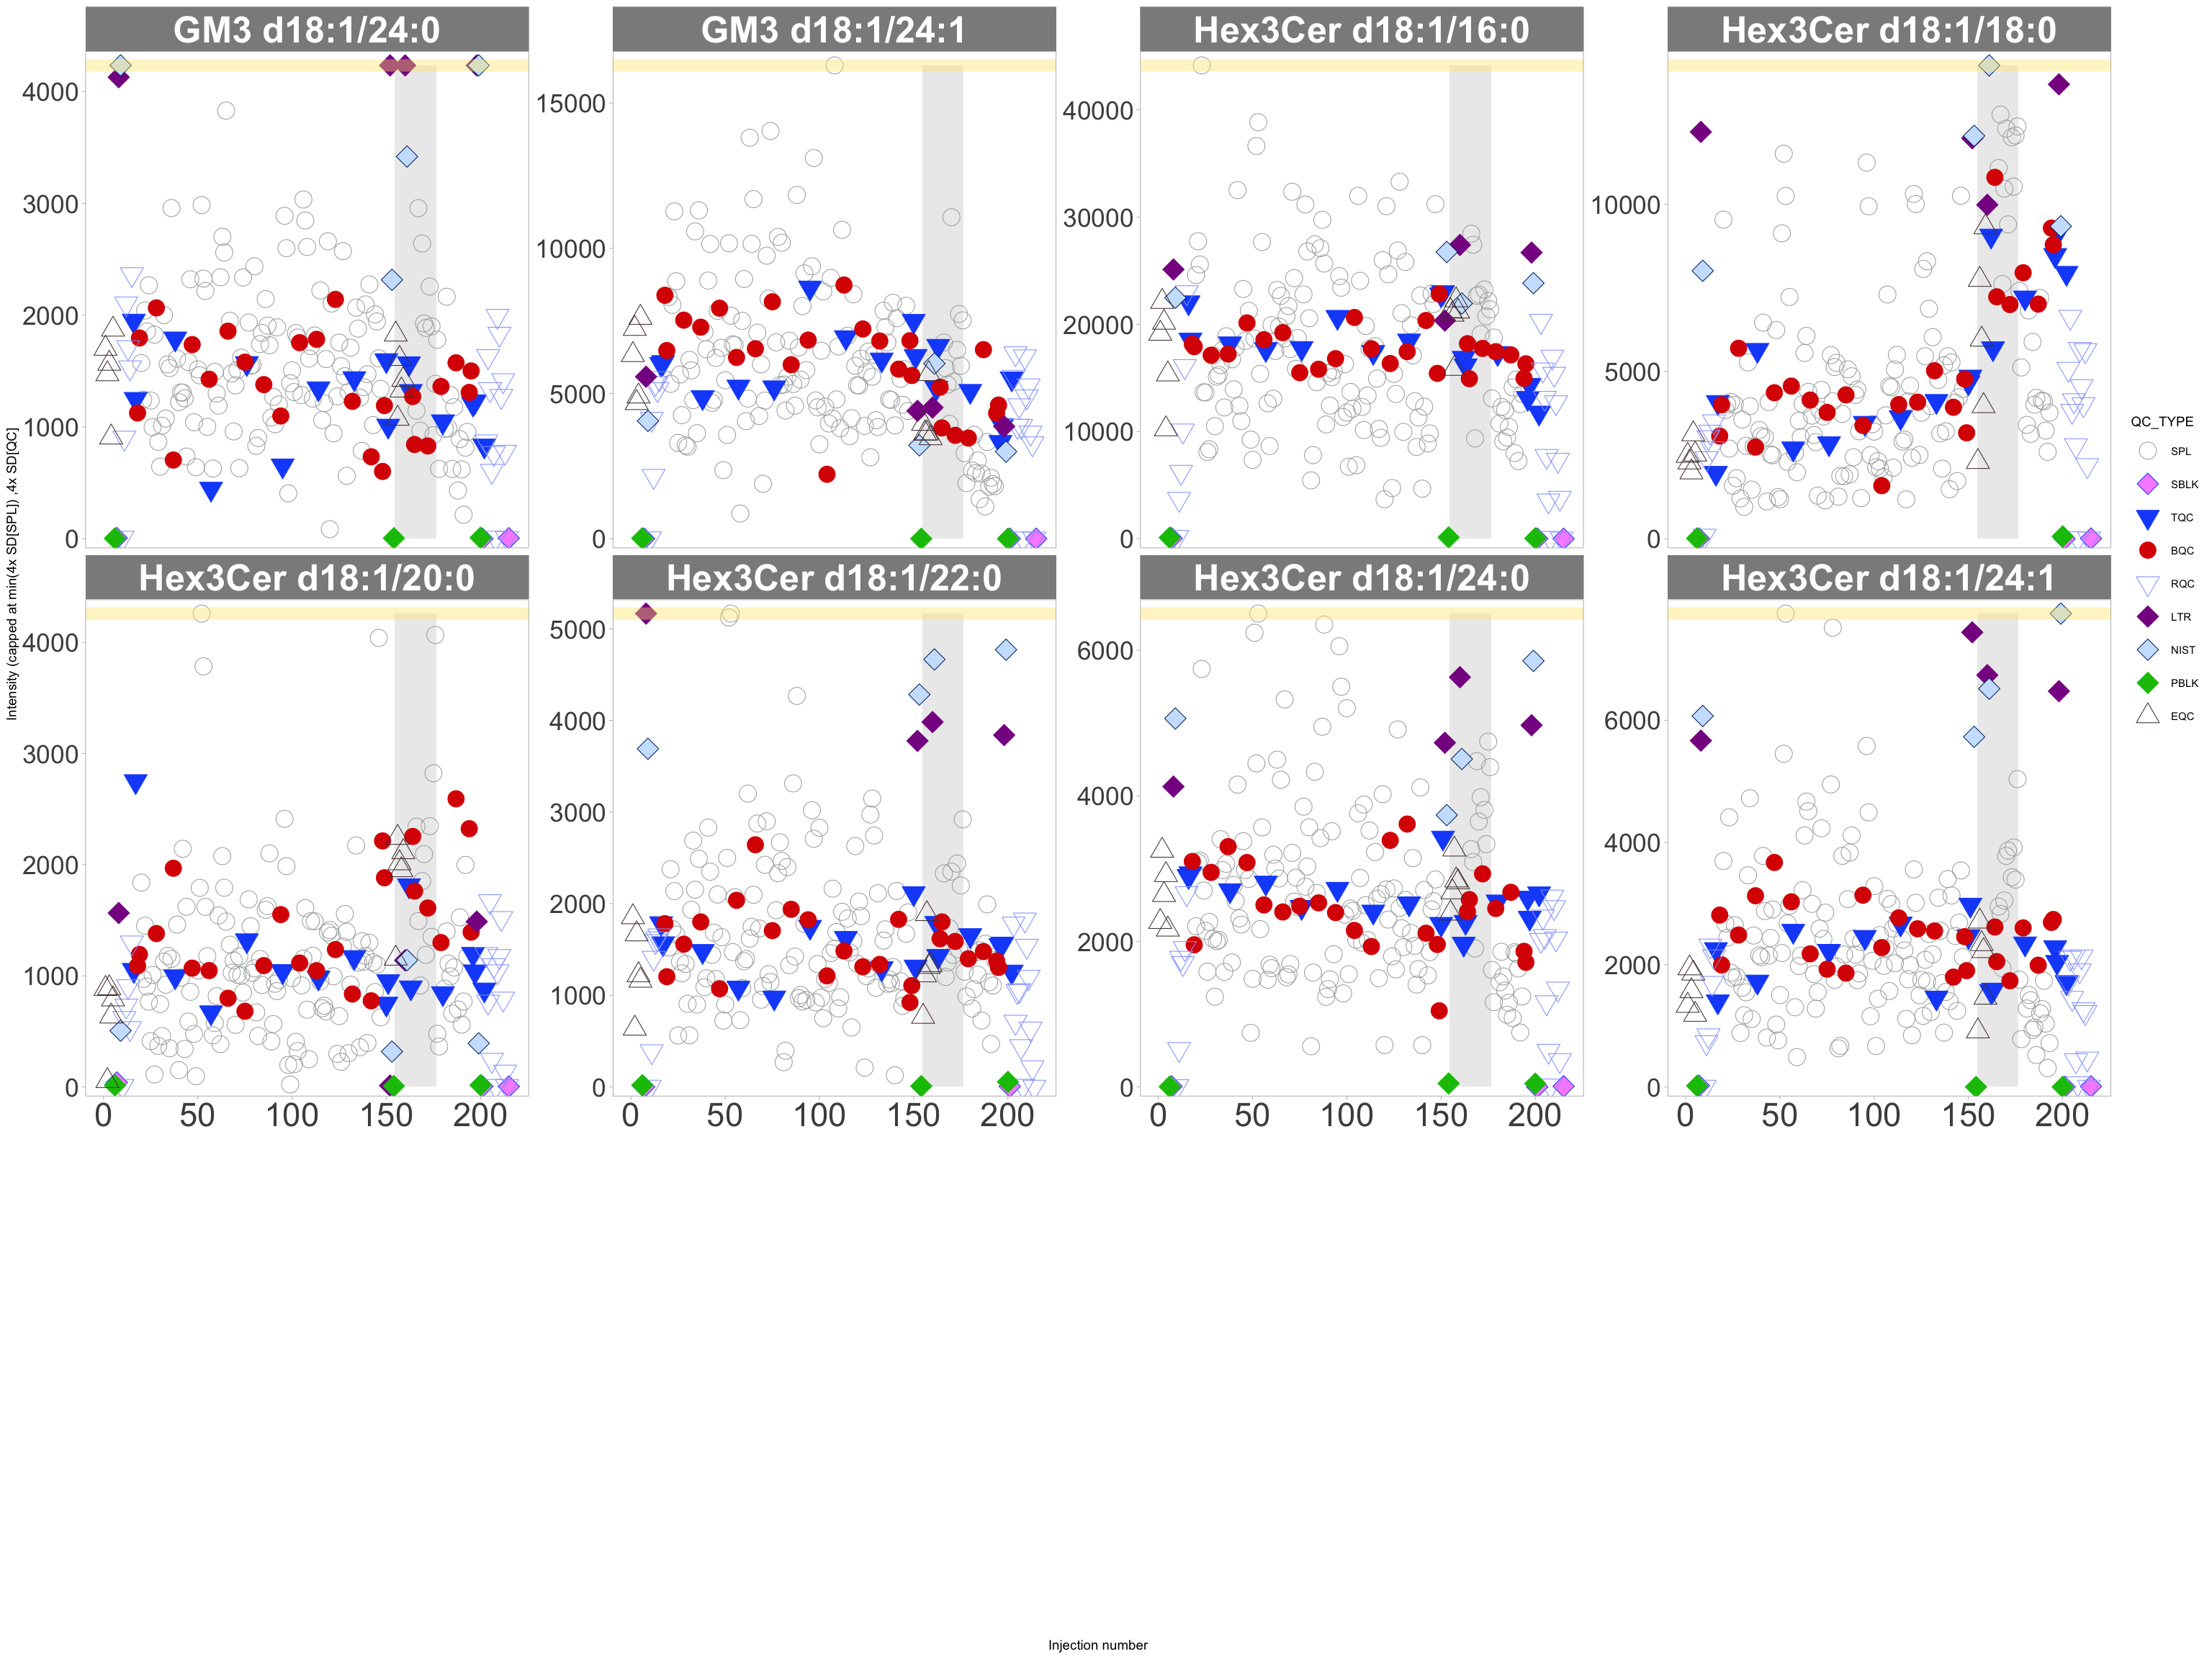 GM3 d18:1/24:0
GM3 d18:1/24:1
Hex3Cer d18:1/16:0
Hex3Cer d18:1/18:0
4000
3000
2000
1000
0
15000
10000
5000
0
40000
30000
20000
10000
0
10000
5000
0
Intensity (capped at min(4x SD[SPL]) ,4x SD[QC]
Hex3Cer d18:1/20:0
Hex3Cer d18:1/22:0
Hex3Cer d18:1/24:0
Hex3Cer d18:1/24:1
4000
3000
2000
1000
0
5000
4000
3000
2000
1000
0
6000
4000
2000
0
6000
4000
2000
0
0 50 100 150 200
0 50 100 150 200
0 50 100 150 200
0 50 100 150 200
Injection number
QC_TYPE
SPL
SBLK
TQC
BQC
RQC
LTR
NIST
PBLK
EQC